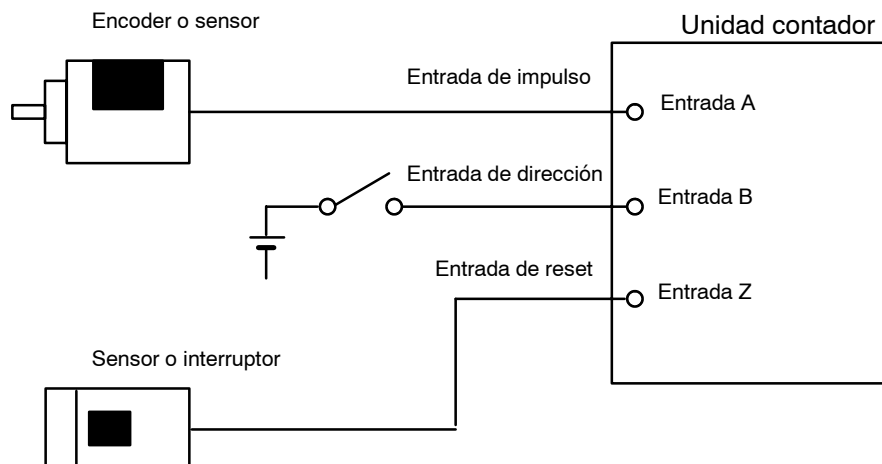 Encoder o sensor
Unidad contador
Entrada de impulso
Entrada A
Entrada de dirección
Entrada B
Entrada de reset
Entrada Z
Sensor o interruptor